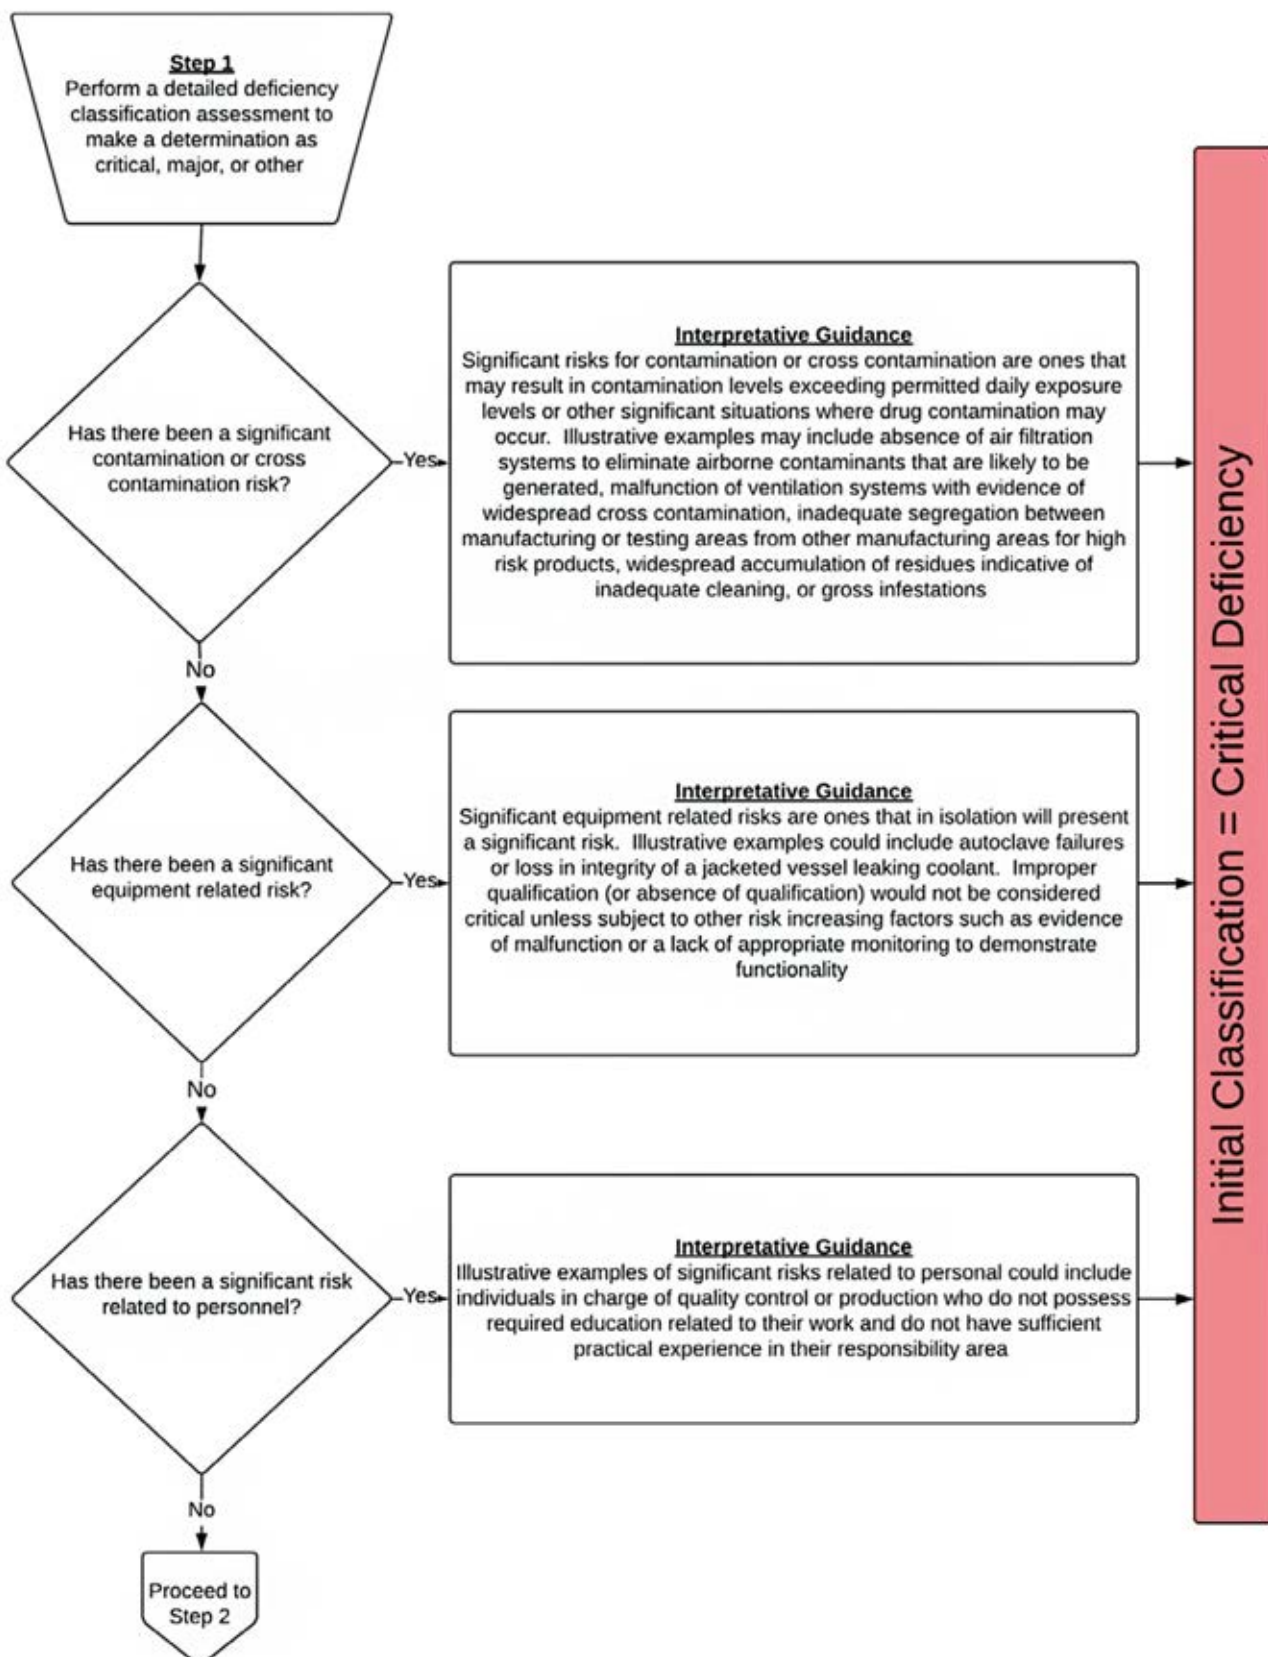 Step 1
Perform a detailed deficiency
classification assessment to
make a determination as
critical, major, or other
Has there been a significant
contamination or cross
contamination risk?
Yes
Interpretative Guidance
Significant risks for contamination or cross contamination are ones that
may result in contamination levels exceeding permitted daily exposure
levels or other significant situations where drug contamination may
occur. Illustrative examples may include absence of air filtration
systems to eliminate airborne contaminants that are likely to be
generated, malfunction of ventilation systems with evidence of
widespread cross contamination, inadequate segregation between
manufacturing or testing areas from other manufacturing areas for high
risk products, widespread accumulation of residues indicative of
inadequate cleaning, or gross infestations
No
Has there been a significant
equipment related risk?
Yes
Interpretative Guidance
Significant equipment related risks are ones that in isolation will present
a significant risk. Illustrative examples could include autoclave failures
or loss in integrity of a jacketed vessel leaking coolant. Improper
qualification (or absence of qualification) would not be considered
critical unless subject to other risk increasing factors such as evidence
of malfunction or a lack of appropriate monitoring to demonstrate
functionality
No
Has there been a significant risk
related to personnel?
Yes
Interpretative Guidance
Illustrative examples of significant risks related to personal could include
individuals in charge of quality control or production who do not possess
required education related to their work and do not have sufficient
practical experience in their responsibility area
No
Proceed to
Step 2
Initial Classification = Critical Deficiency